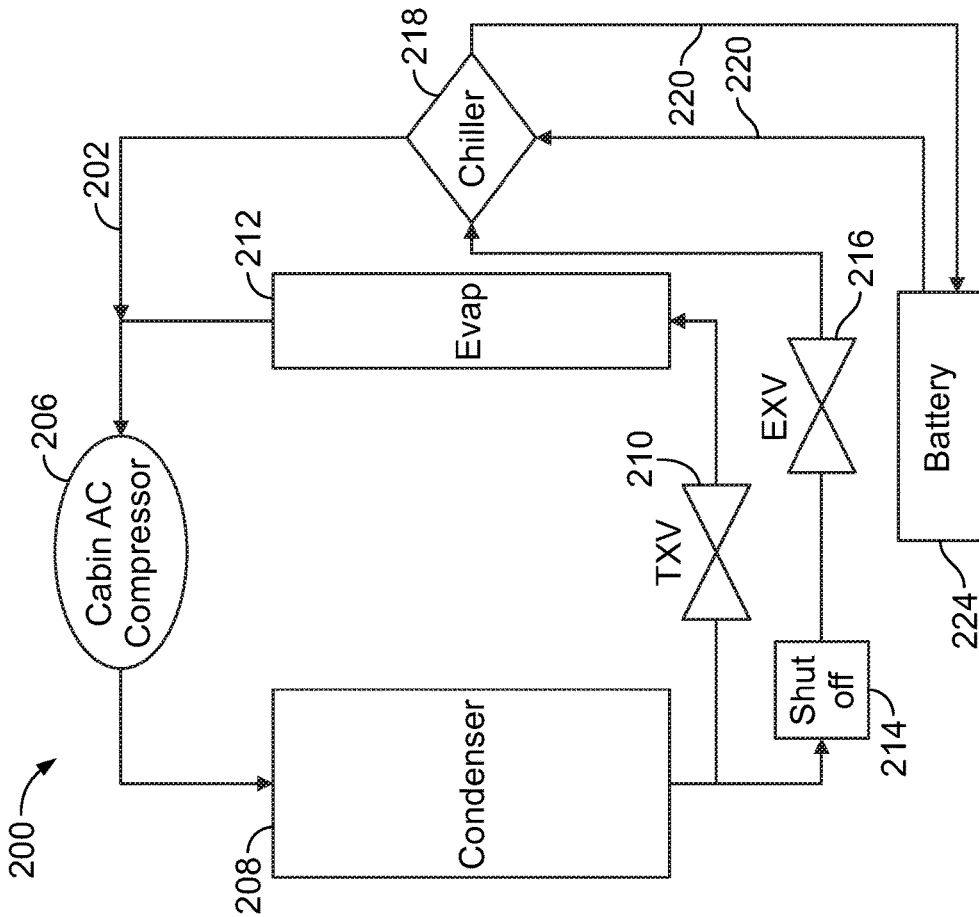 200
206
Cabin AC
Compressor
202
218
Chiller
212
Evap
208
Condenser
210
TXV
220
220
216
EXV
Shut
off
214
224
Battery